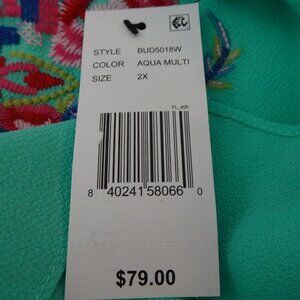 STYLE BUD5018W
COLOR AQUA MULTI
SIZE 2X
FL_400
8 40241 58066 0
$79.00